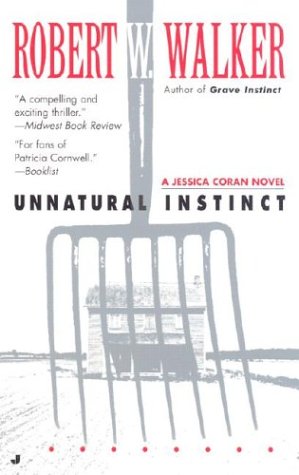 ROBERT W. WALKER
Author of Grave Instinct
"A compelling and
exciting thriller."
—Midwest Book Review
"For fans of
Patricia Cornwell."
—Booklist
A JESSICA CORAN NOVEL
UNNATURAL INSTINCT
J